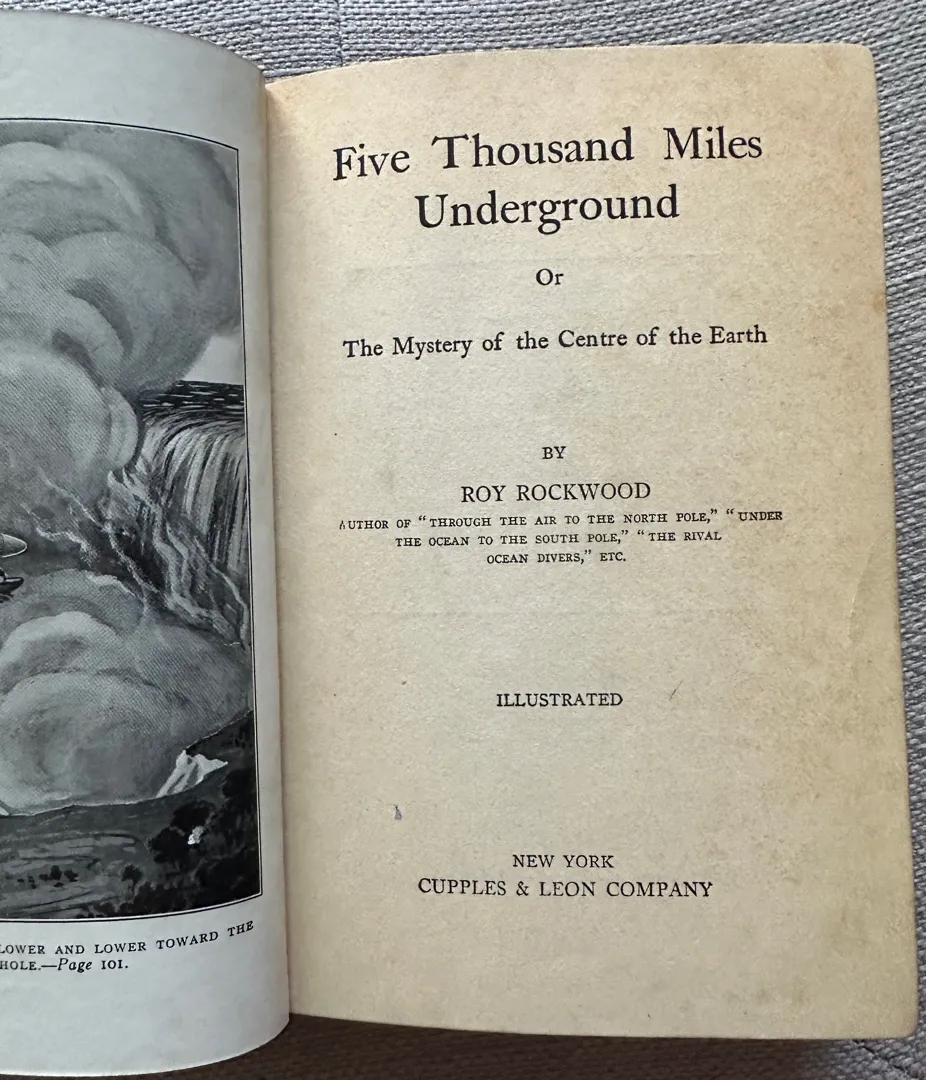 LOWER AND LOWER TOWARD THE
HOLE.—Page 101.
Five Thousand Miles
Underground
Or
The Mystery of the Centre of the Earth
BY
ROY ROCKWOOD
AUTHOR OF "THROUGH THE AIR TO THE NORTH POLE," "UNDER
THE OCEAN TO THE SOUTH POLE," "THE RIVAL
OCEAN DIVERS," ETC.
ILLUSTRATED
NEW YORK
CUPPLES & LEON COMPANY